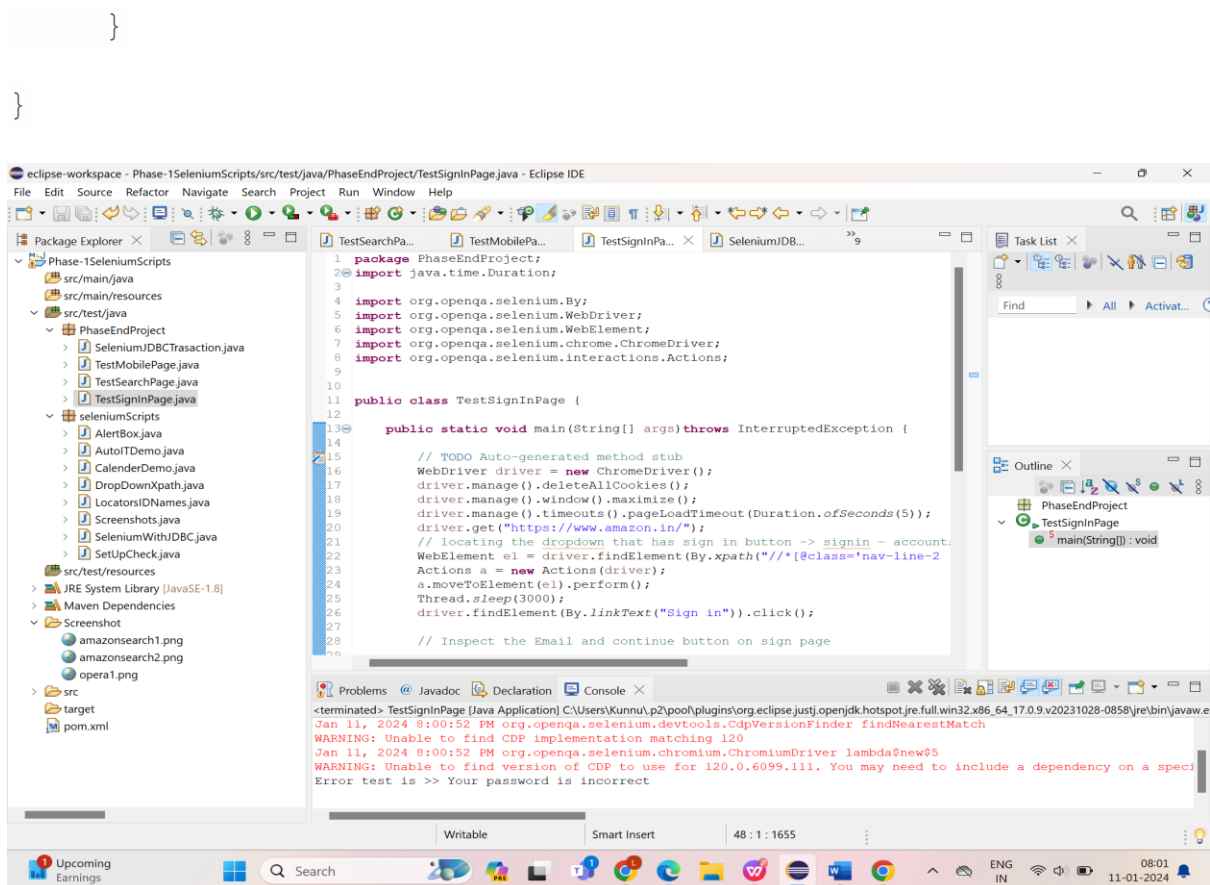 }
}
eclipse-workspace - Phase-1SeleniumScripts/src/test/java/PhaseEndProject/TestSignInPage.java - Eclipse IDE
File Edit Source Refactor Navigate Search Project Run Window Help
Package Explorer
Phase-1SeleniumScripts
src/main/java
src/main/resources
src/test/java
PhaseEndProject
SeleniumJDBCTrasaction.java
TestMobilePage.java
TestSearchPage.java
TestSignInPage.java
seleniumScripts
AlertBox.java
AutoITDemo.java
CalenderDemo.java
DropDownXpath.java
LocatorsIDNames.java
Screenshots.java
SeleniumWithJDBC.java
SetUpCheck.java
src/test/resources
JRE System Library [JavaSE-1.8]
Maven Dependencies
Screenshot
amazonsearch1.png
amazonsearch2.png
opera1.png
src
target
pom.xml
TestSearchPa... TestMobilePa... TestSignInPa... SeleniumJDB... 9
1 package PhaseEndProject;
2 import java.time.Duration;
3
4 import org.openqa.selenium.By;
5 import org.openqa.selenium.WebDriver;
6 import org.openqa.selenium.WebElement;
7 import org.openqa.selenium.chrome.ChromeDriver;
8 import org.openqa.selenium.interactions.Actions;
9
10
11 public class TestSignInPage {
12
13 public static void main(String[] args)throws InterruptedException {
14
15 // TODO Auto-generated method stub
16 WebDriver driver = new ChromeDriver();
17 driver.manage().deleteAllCookies();
18 driver.manage().window().maximize();
19 driver.manage().timeouts().pageLoadTimeout(Duration.ofSeconds(5));
20 driver.get("https://www.amazon.in/");
21 // locating the dropdown that has sign in button -> signin - account
22 WebElement el = driver.findElement(By.xpath("//*[@class='nav-line-2
23 Actions a = new Actions(driver);
24 a.moveToElement(el).perform();
25 Thread.sleep(3000);
26 driver.findElement(By.linkText("Sign in")).click();
27
28 // Inspect the Email and continue button on sign page
29
Task List
Find All Activat...
Outline
PhaseEndProject
TestSignInPage
main(String[]) : void
Problems Javadoc Declaration Console
<terminated> TestSignInPage [Java Application] C:\Users\Kunnu\.p2\pool\plugins\org.eclipse.justj.openjdk.hotspot.jre.full.win32.x86_64_17.0.9.v20231028-0858\jre\bin\javaw.e
Jan 11, 2024 8:00:52 PM org.openqa.selenium.devtools.CdpVersionFinder findNearestMatch
WARNING: Unable to find CDP implementation matching 120
Jan 11, 2024 8:00:52 PM org.openqa.selenium.chromium.ChromiumDriver lambda$new$5
WARNING: Unable to find version of CDP to use for 120.0.6099.111. You may need to include a dependency on a speci
Error test is >> Your password is incorrect
Writable Smart Insert 48 : 1 : 1655
1 Upcoming
Earnings
Search
ENG
IN
08:01
11-01-2024